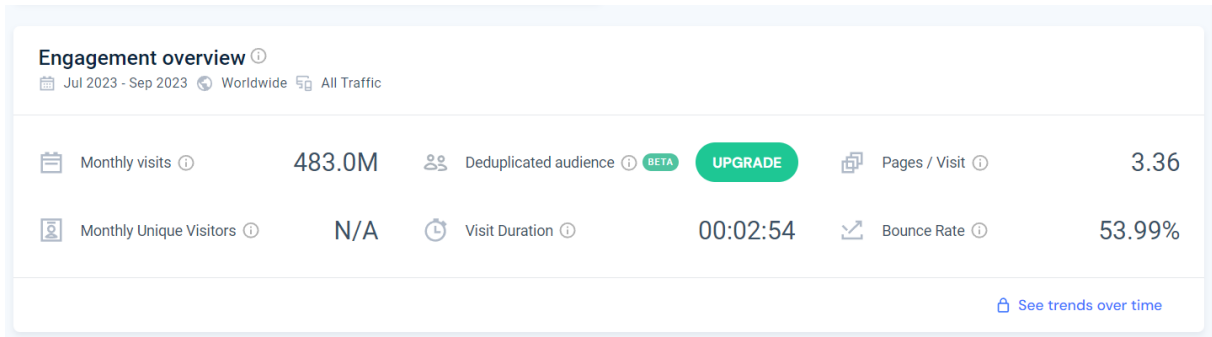 Engagement overview
Jul 2023 - Sep 2023 Worldwide All Traffic
Monthly visits 483.0M Deduplicated audience BETA UPGRADE Pages / Visit 3.36
Monthly Unique Visitors N/A Visit Duration 00:02:54 Bounce Rate 53.99%
See trends over time